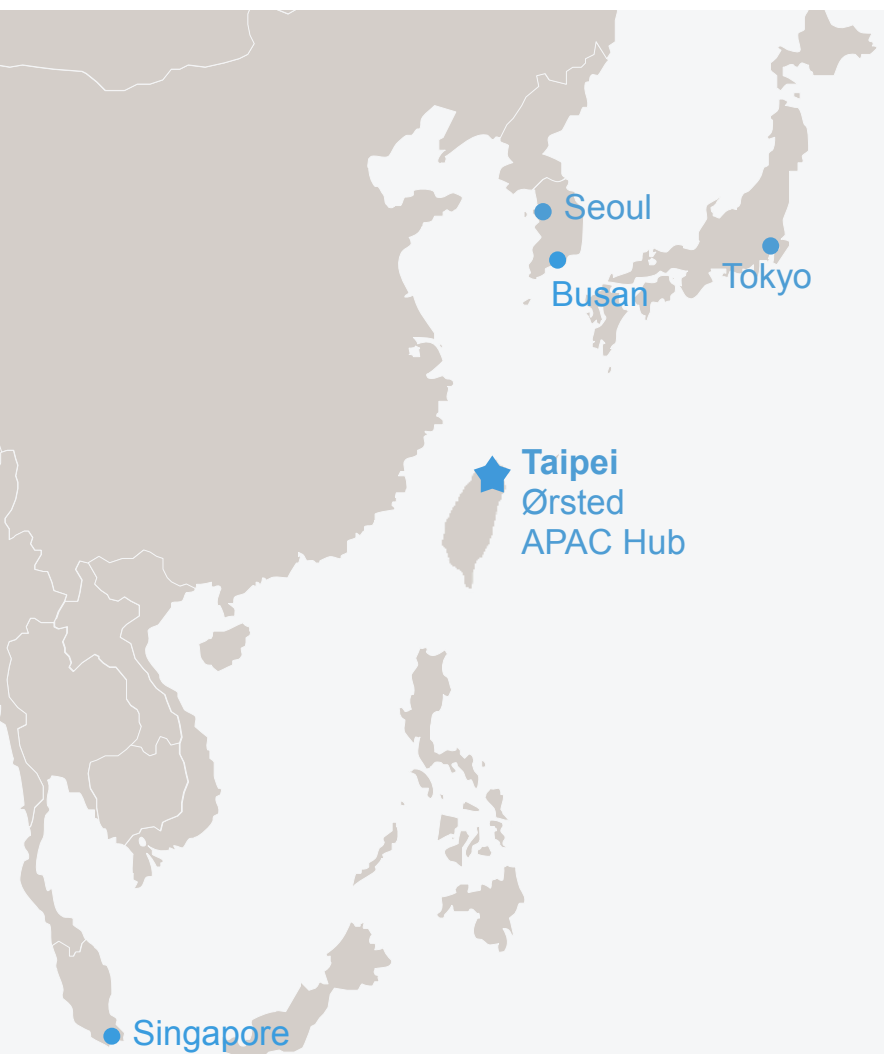 Seoul
Busan
Tokyo
Taipei
Ørsted
APAC Hub
Singapore